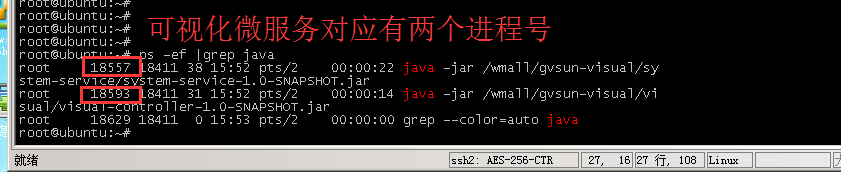 root@ubuntu:~#
root@ubuntu:~#
可视化微服务对应有两个进程号
root@ubuntu:~#
root@ubuntu:~# ps -ef |grep java
root 18557 18411 38 15:52 pts/2 00:00:22 java -jar /wmall/gvsun-visual/sy
stem-service/system-service-1.0-SNAPSHOT.jar
root 18593 18411 31 15:52 pts/2 00:00:14 java -jar /wmall/gvsun-visual/vi
sual/visual-controller-1.0-SNAPSHOT.jar
root 18629 18411 0 15:53 pts/2 00:00:00 grep --color=auto java
root@ubuntu:~#
就绪 ssh2: AES-256-CTR 27, 16 27 行, 108 Linux